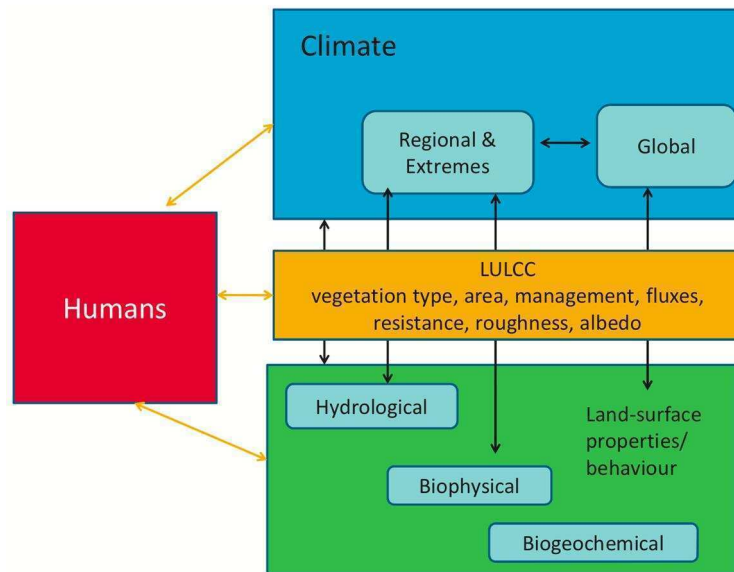 Climate
Regional &
Extremes
Global
Humans
LULCC
vegetation type, area, management, fluxes,
resistance, roughness, albedo
Hydrological
Land-surface
properties/
behaviour
Biophysical
Biogeochemical